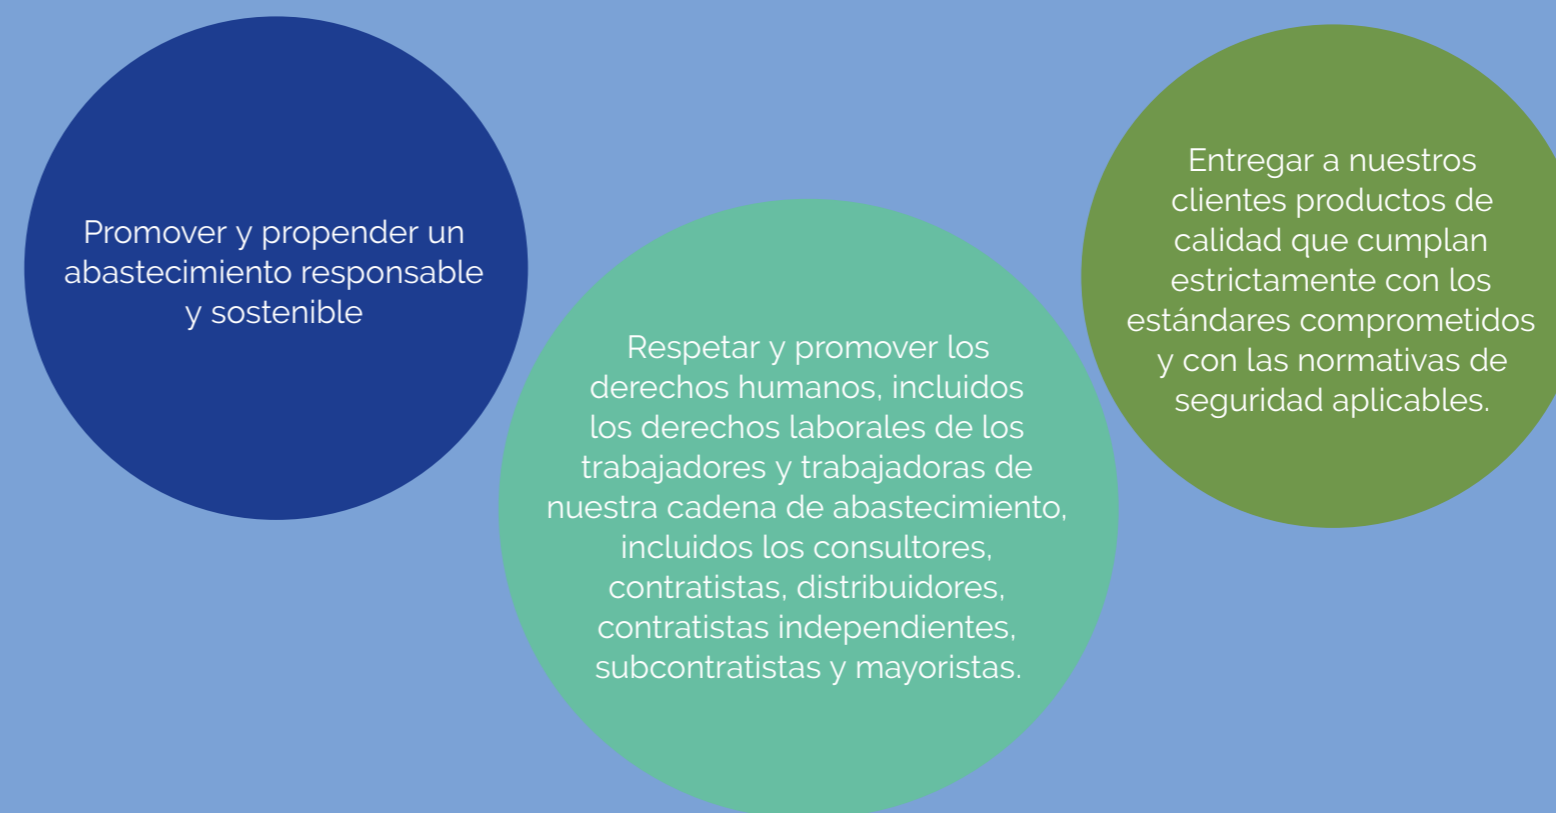 Promover y propender un
abastecimiento responsable
y sostenible
Respetar y promover los
derechos humanos, incluidos
los derechos laborales de los
trabajadores y trabajadoras de
nuestra cadena de abastecimiento,
incluidos los consultores,
contratistas, distribuidores,
contratistas independientes,
subcontratistas y mayoristas.
Entregar a nuestros
clientes productos de
calidad que cumplan
estrictamente con los
estándares comprometidos
y con las normativas de
seguridad aplicables.